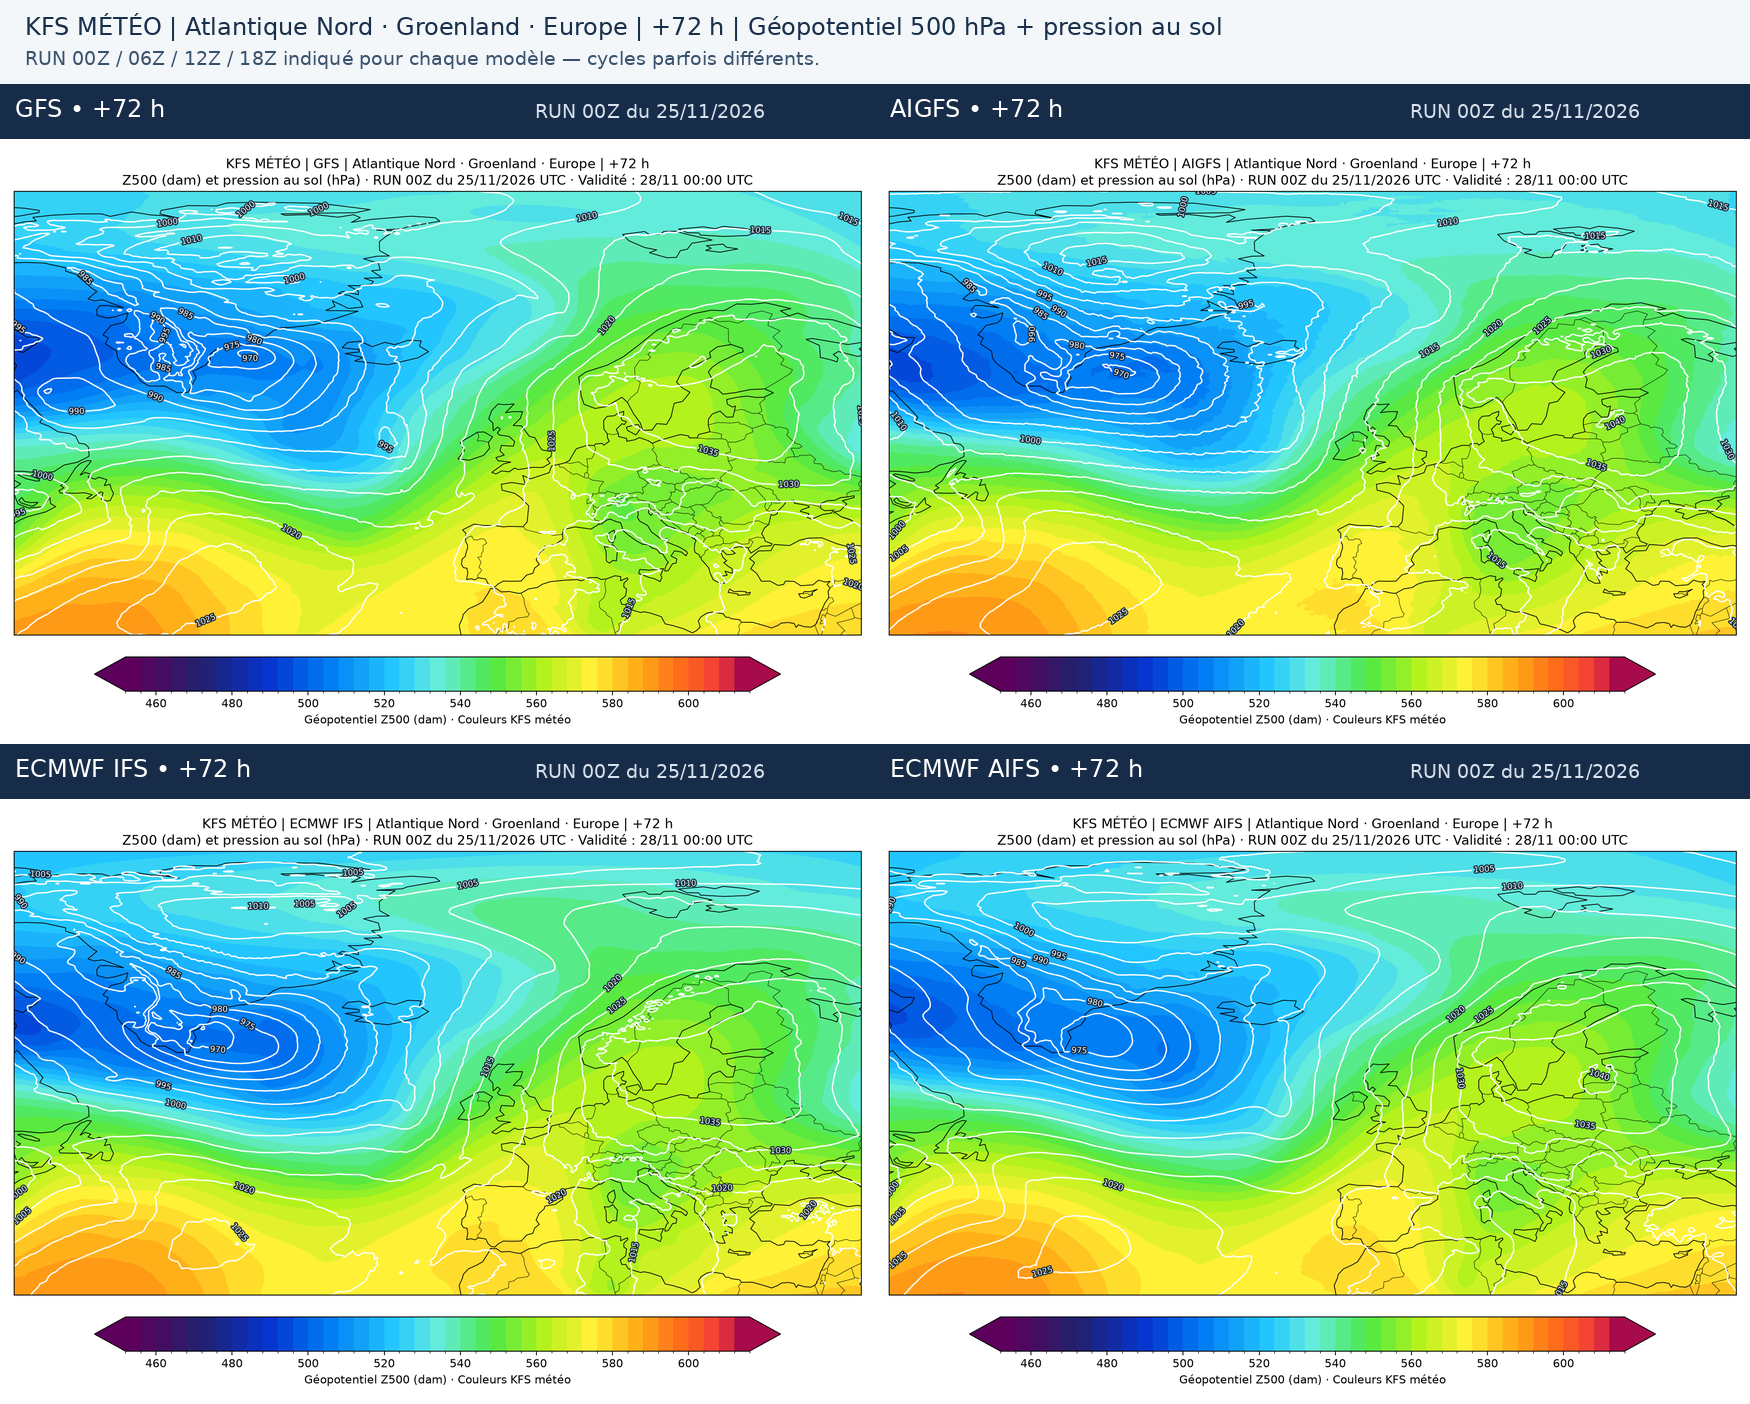 KFS MÉTÉO | Atlantique Nord · Groenland · Europe | +72 h | Géopotentiel 500 hPa + pression au sol
RUN 00Z / 06Z / 12Z / 18Z indiqué pour chaque modèle — cycles parfois différents.
GFS • +72 h RUN 00Z du 25/11/2026
KFS MÉTÉO | GFS | Atlantique Nord · Groenland · Europe | +72 h
Z500 (dam) et pression au sol (hPa) · RUN 00Z du 25/11/2026 UTC · Validité : 28/11 00:00 UTC
460 480 500 520 540 560 580 600
Géopotentiel Z500 (dam) · Couleurs KFS météo
AIGFS • +72 h RUN 00Z du 25/11/2026
KFS MÉTÉO | AIGFS | Atlantique Nord · Groenland · Europe | +72 h
Z500 (dam) et pression au sol (hPa) · RUN 00Z du 25/11/2026 UTC · Validité : 28/11 00:00 UTC
460 480 500 520 540 560 580 600
Géopotentiel Z500 (dam) · Couleurs KFS météo
ECMWF IFS • +72 h RUN 00Z du 25/11/2026
KFS MÉTÉO | ECMWF IFS | Atlantique Nord · Groenland · Europe | +72 h
Z500 (dam) et pression au sol (hPa) · RUN 00Z du 25/11/2026 UTC · Validité : 28/11 00:00 UTC
460 480 500 520 540 560 580 600
Géopotentiel Z500 (dam) · Couleurs KFS météo
ECMWF AIFS • +72 h RUN 00Z du 25/11/2026
KFS MÉTÉO | ECMWF AIFS | Atlantique Nord · Groenland · Europe | +72 h
Z500 (dam) et pression au sol (hPa) · RUN 00Z du 25/11/2026 UTC · Validité : 28/11 00:00 UTC
460 480 500 520 540 560 580 600
Géopotentiel Z500 (dam) · Couleurs KFS météo